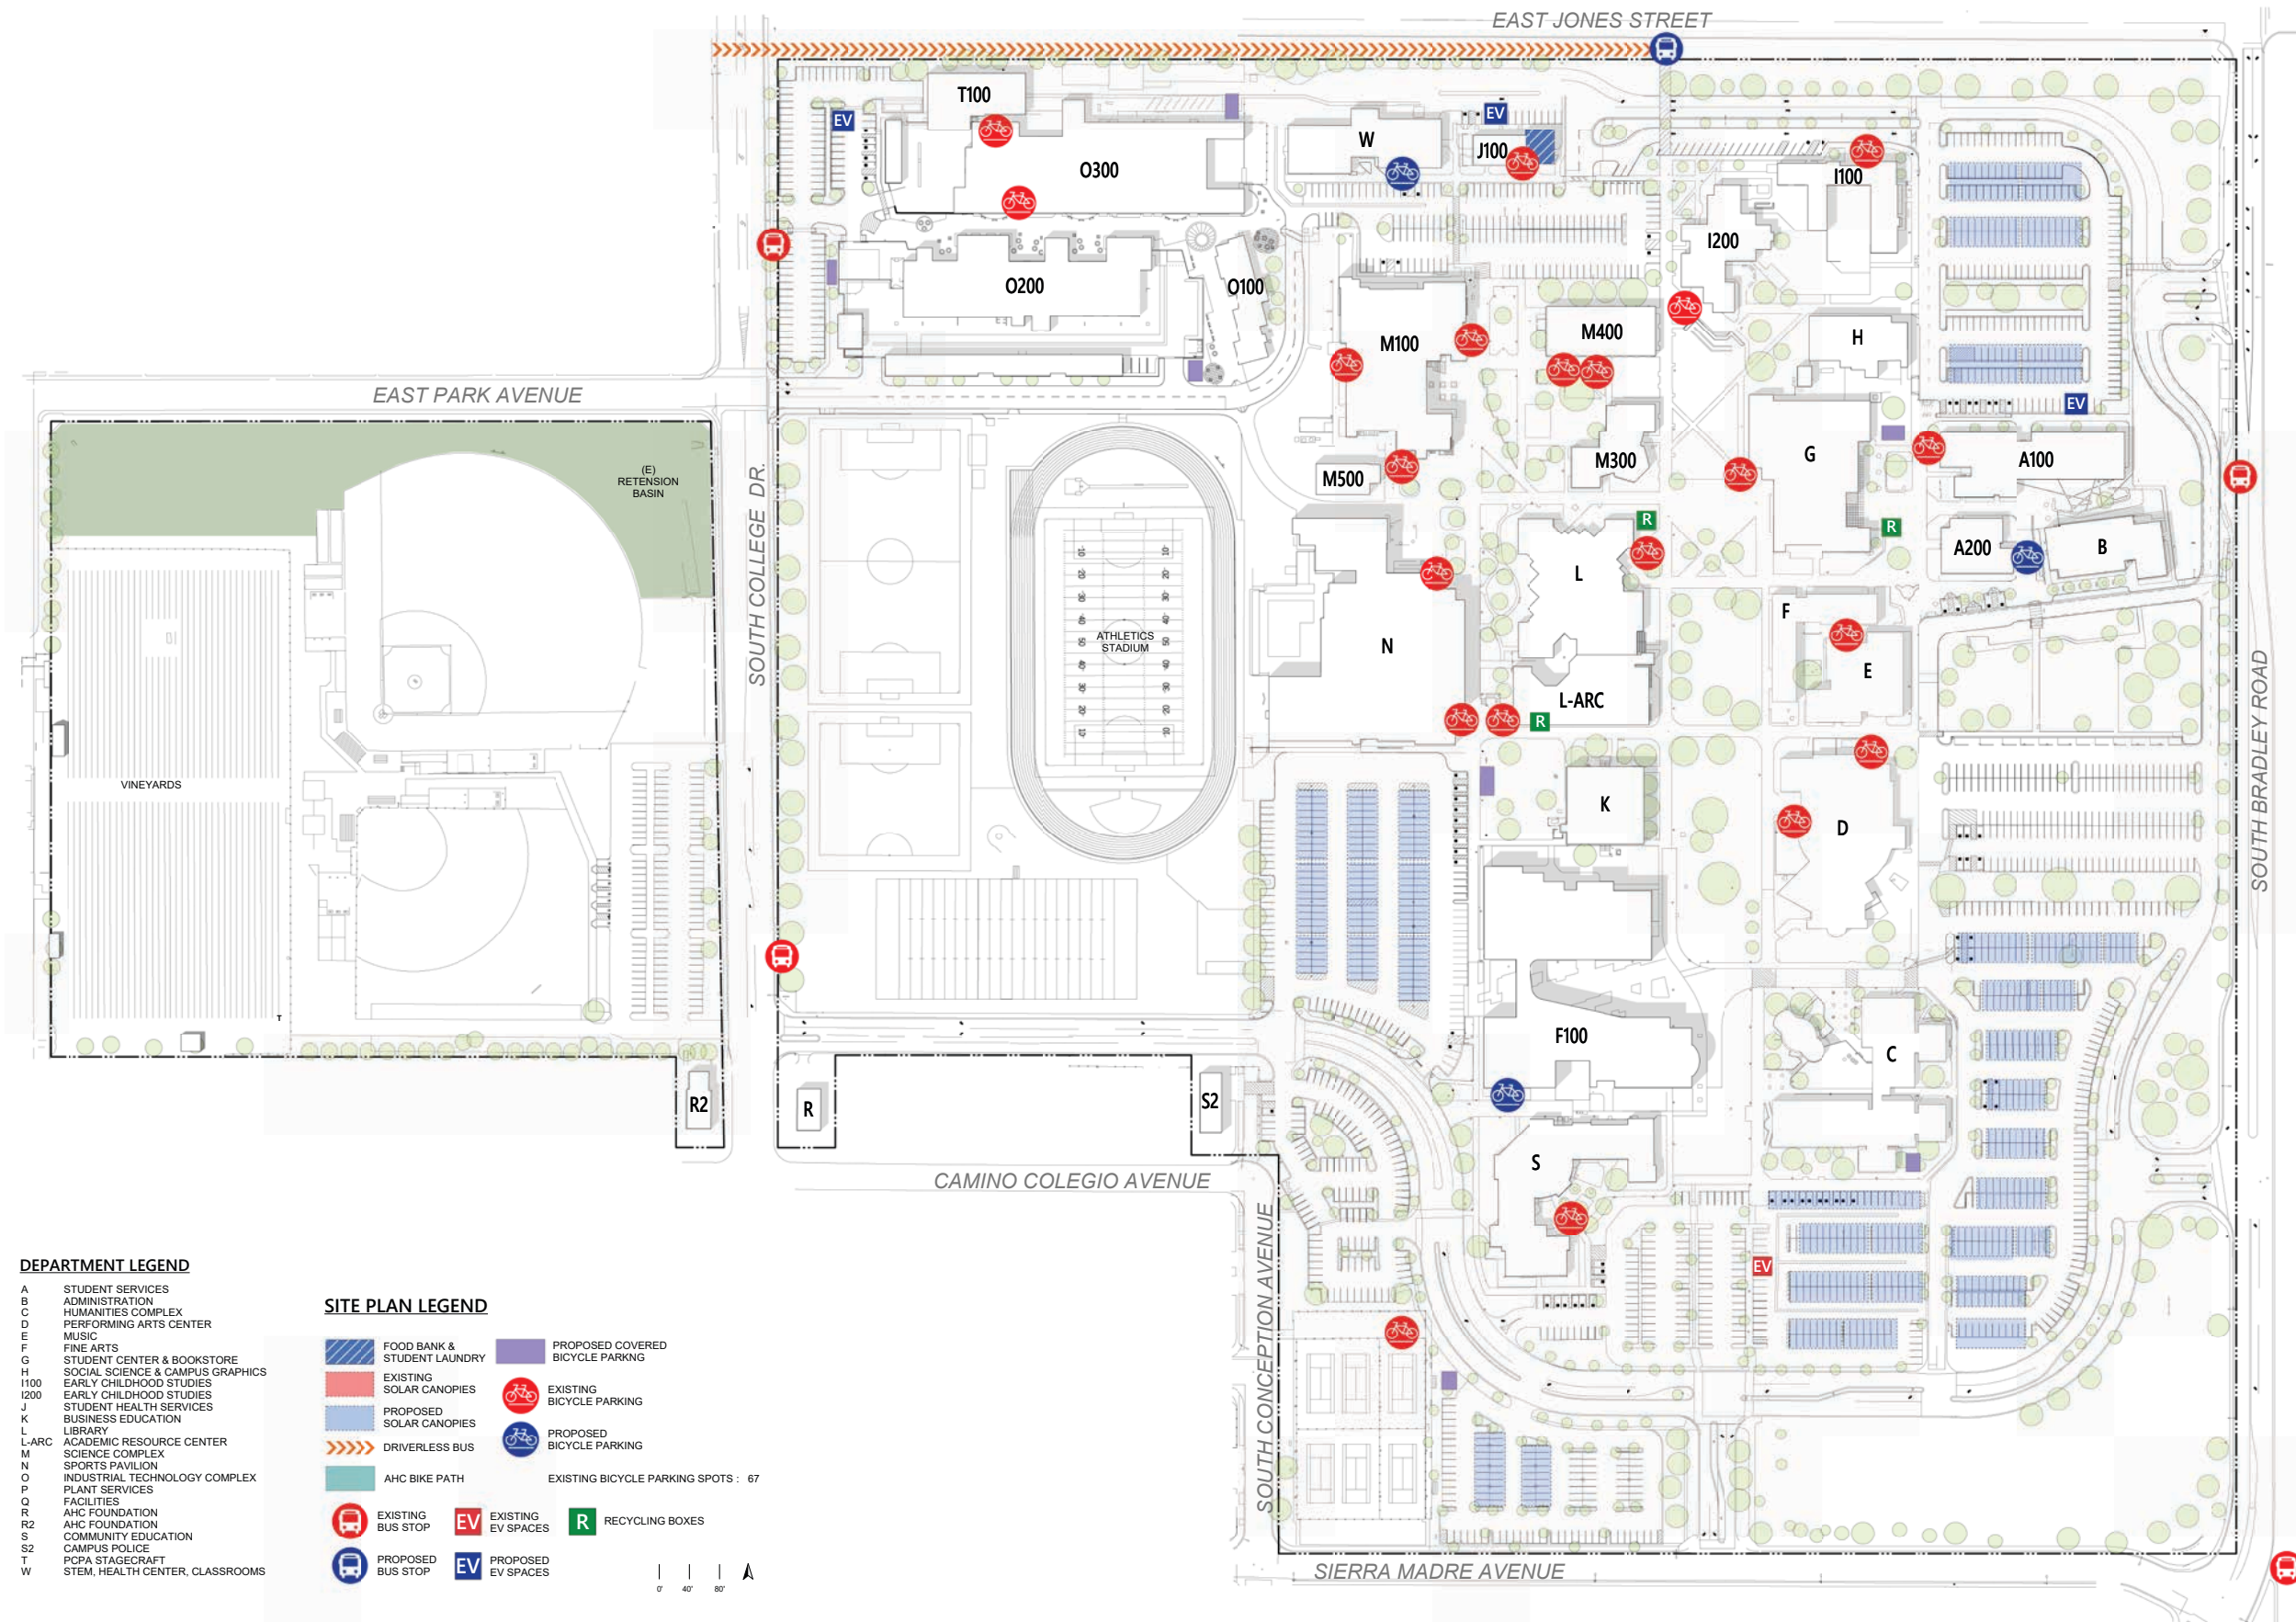 EAST JONES STREET
T100
EV
W
EV
J100
O300
I100
I200
O200
O100
M100
M400
H
EAST PARK AVENUE
EV
(E)
RETENSION
BASIN
G
A100
M300
M500
SOUTH COLLEGE DR.
R
R
A200
B
L
F
ATHLETICS
STADIUM
N
E
L-ARC
R
SOUTH BRADLEY ROAD
VINEYARDS
K
D
T
F100
C
R2
R
S2
S
CAMINO COLEGIO AVENUE
SOUTH CONCEPTION AVENUE
EV
SIERRA MADRE AVENUE
DEPARTMENT LEGEND
A STUDENT SERVICES
B ADMINISTRATION
C HUMANITIES COMPLEX
D PERFORMING ARTS CENTER
E MUSIC
F FINE ARTS
G STUDENT CENTER & BOOKSTORE
H SOCIAL SCIENCE & CAMPUS GRAPHICS
I100 EARLY CHILDHOOD STUDIES
I200 EARLY CHILDHOOD STUDIES
J STUDENT HEALTH SERVICES
K BUSINESS EDUCATION
L LIBRARY
L-ARC ACADEMIC RESOURCE CENTER
M SCIENCE COMPLEX
N SPORTS PAVILION
O INDUSTRIAL TECHNOLOGY COMPLEX
P PLANT SERVICES
Q FACILITIES
R AHC FOUNDATION
R2 AHC FOUNDATION
S COMMUNITY EDUCATION
S2 CAMPUS POLICE
T PCPA STAGECRAFT
W STEM, HEALTH CENTER, CLASSROOMS
SITE PLAN LEGEND
FOOD BANK &
STUDENT LAUNDRY
EXISTING
SOLAR CANOPIES
PROPOSED
SOLAR CANOPIES
DRIVERLESS BUS
AHC BIKE PATH
PROPOSED COVERED
BICYCLE PARKNG
EXISTING
BICYCLE PARKING
PROPOSED
BICYCLE PARKING
EXISTING BICYCLE PARKING SPOTS : 67
EXISTING
BUS STOP
EV EXISTING
EV SPACES
R RECYCLING BOXES
PROPOSED
BUS STOP
EV PROPOSED
EV SPACES
0' 40' 80'